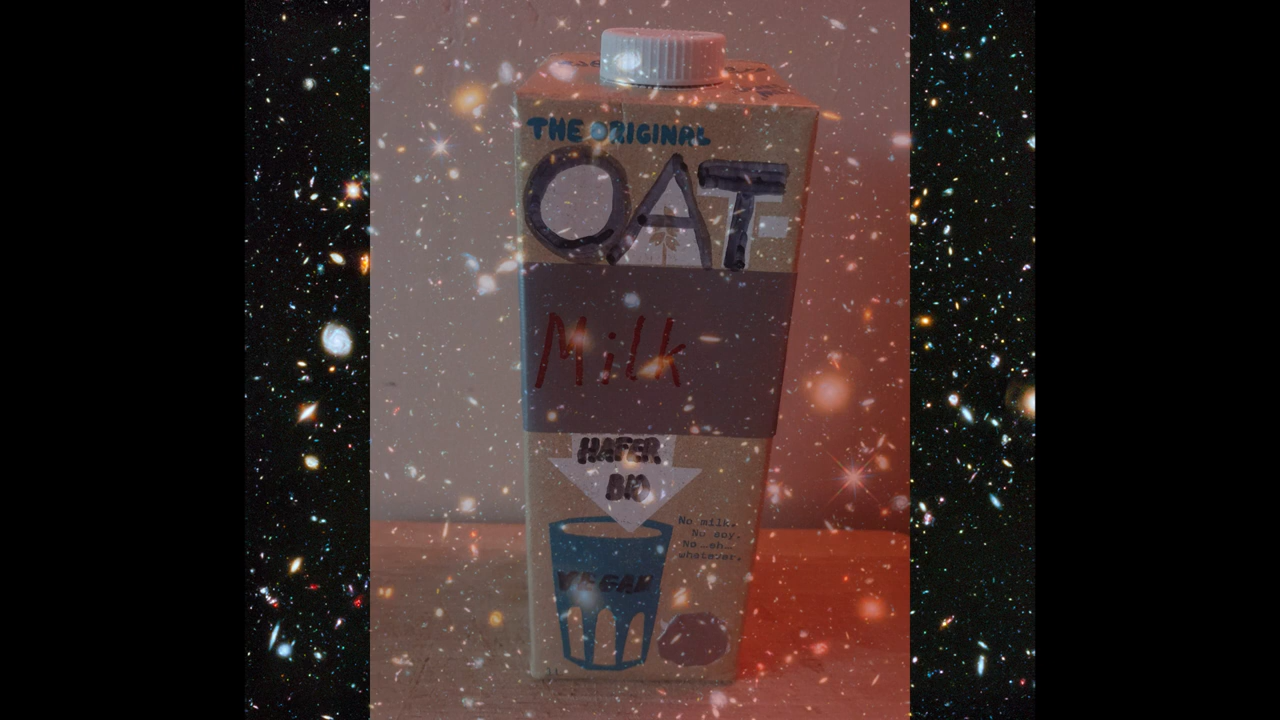 THE ORIGINAL
OAT
Milk
HAFER
BIO
No milk.
No soy.
No …eh…
whatever.
VEGAN